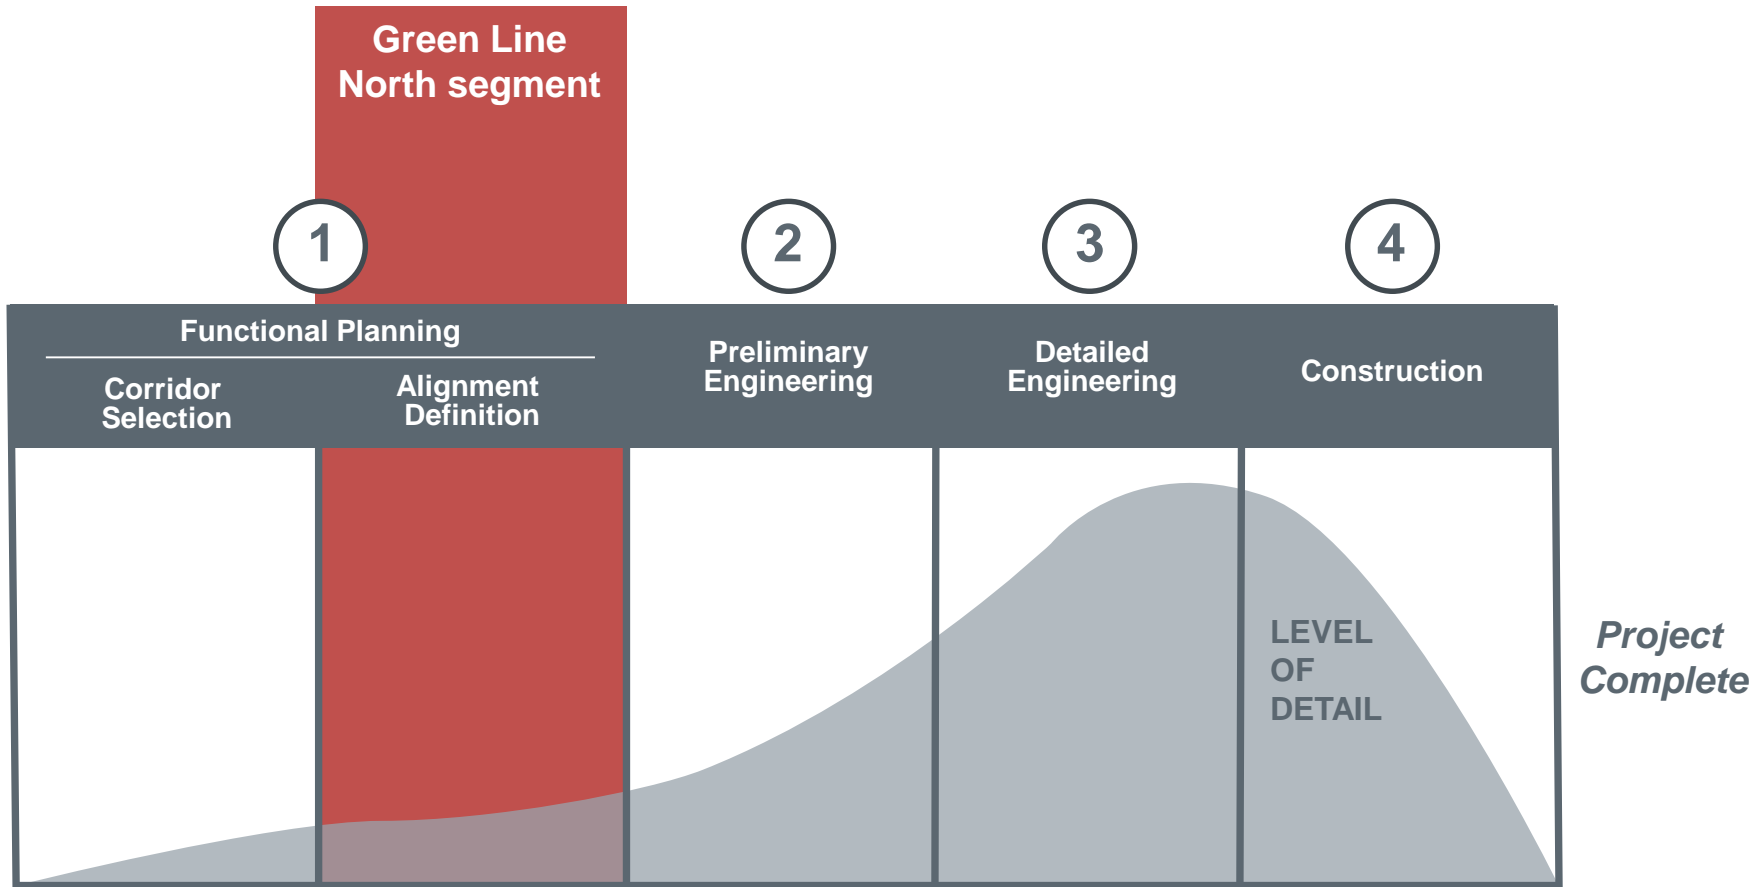 Green Line
North segment
1
2
3
4
Functional Planning
Corridor
Selection
Alignment
Definition
Preliminary
Engineering
Detailed
Engineering
Construction
LEVEL
OF
DETAIL
Project
Complete